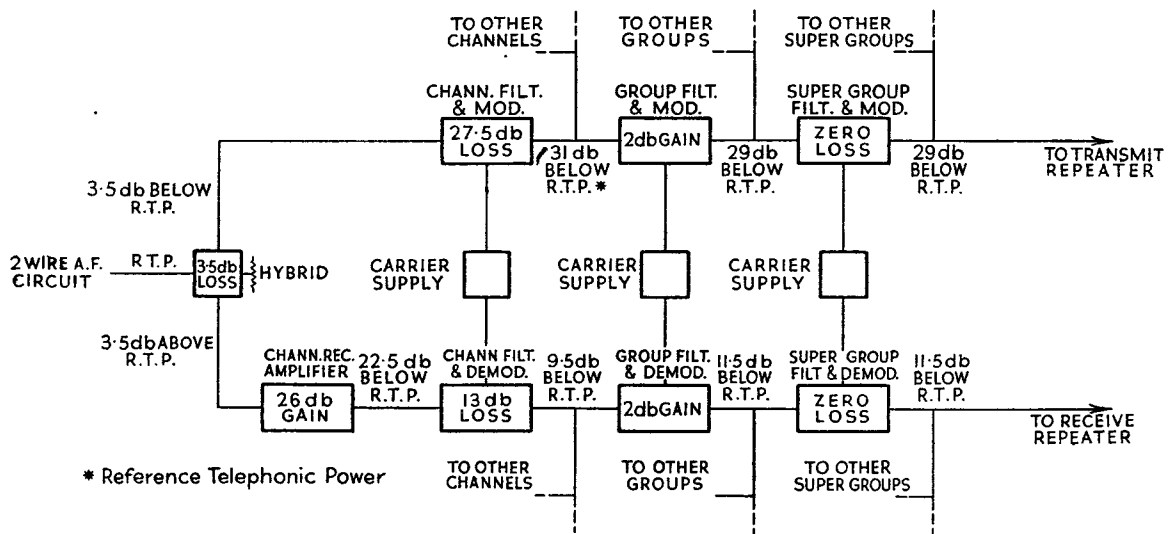 TO OTHER
CHANNELS
TO OTHER
GROUPS
TO OTHER
SUPER GROUPS
CHANN. FILT.
& MOD.
GROUP FILT.
& MOD.
SUPER GROUP
FILT. & MOD.
27·5 db
LOSS
2db GAIN
ZERO
LOSS
31 db
BELOW
R.T.P. *
29 db
BELOW
R.T.P.
29 db
BELOW
R.T.P.
TO TRANSMIT
REPEATER
3·5 db BELOW
R.T.P.
2 WIRE A.F.
CIRCUIT
R.T.P.
3·5db
LOSS
HYBRID
CARRIER
SUPPLY
CARRIER
SUPPLY
CARRIER
SUPPLY
3·5db ABOVE
R.T.P.
CHANN. REC.
AMPLIFIER
26 db
GAIN
22·5 db
BELOW
R.T.P.
CHANN FILT.
& DEMOD.
13 db
LOSS
9·5 db
BELOW
R.T.P.
GROUP FILT.
& DEMOD.
2db GAIN
11·5 db
BELOW
R.T.P.
SUPER GROUP
FILT & DEMOD.
ZERO
LOSS
11·5 db
BELOW
R.T.P.
TO RECEIVE
REPEATER
TO OTHER
CHANNELS
TO OTHER
GROUPS
TO OTHER
SUPER GROUPS
* Reference Telephonic Power